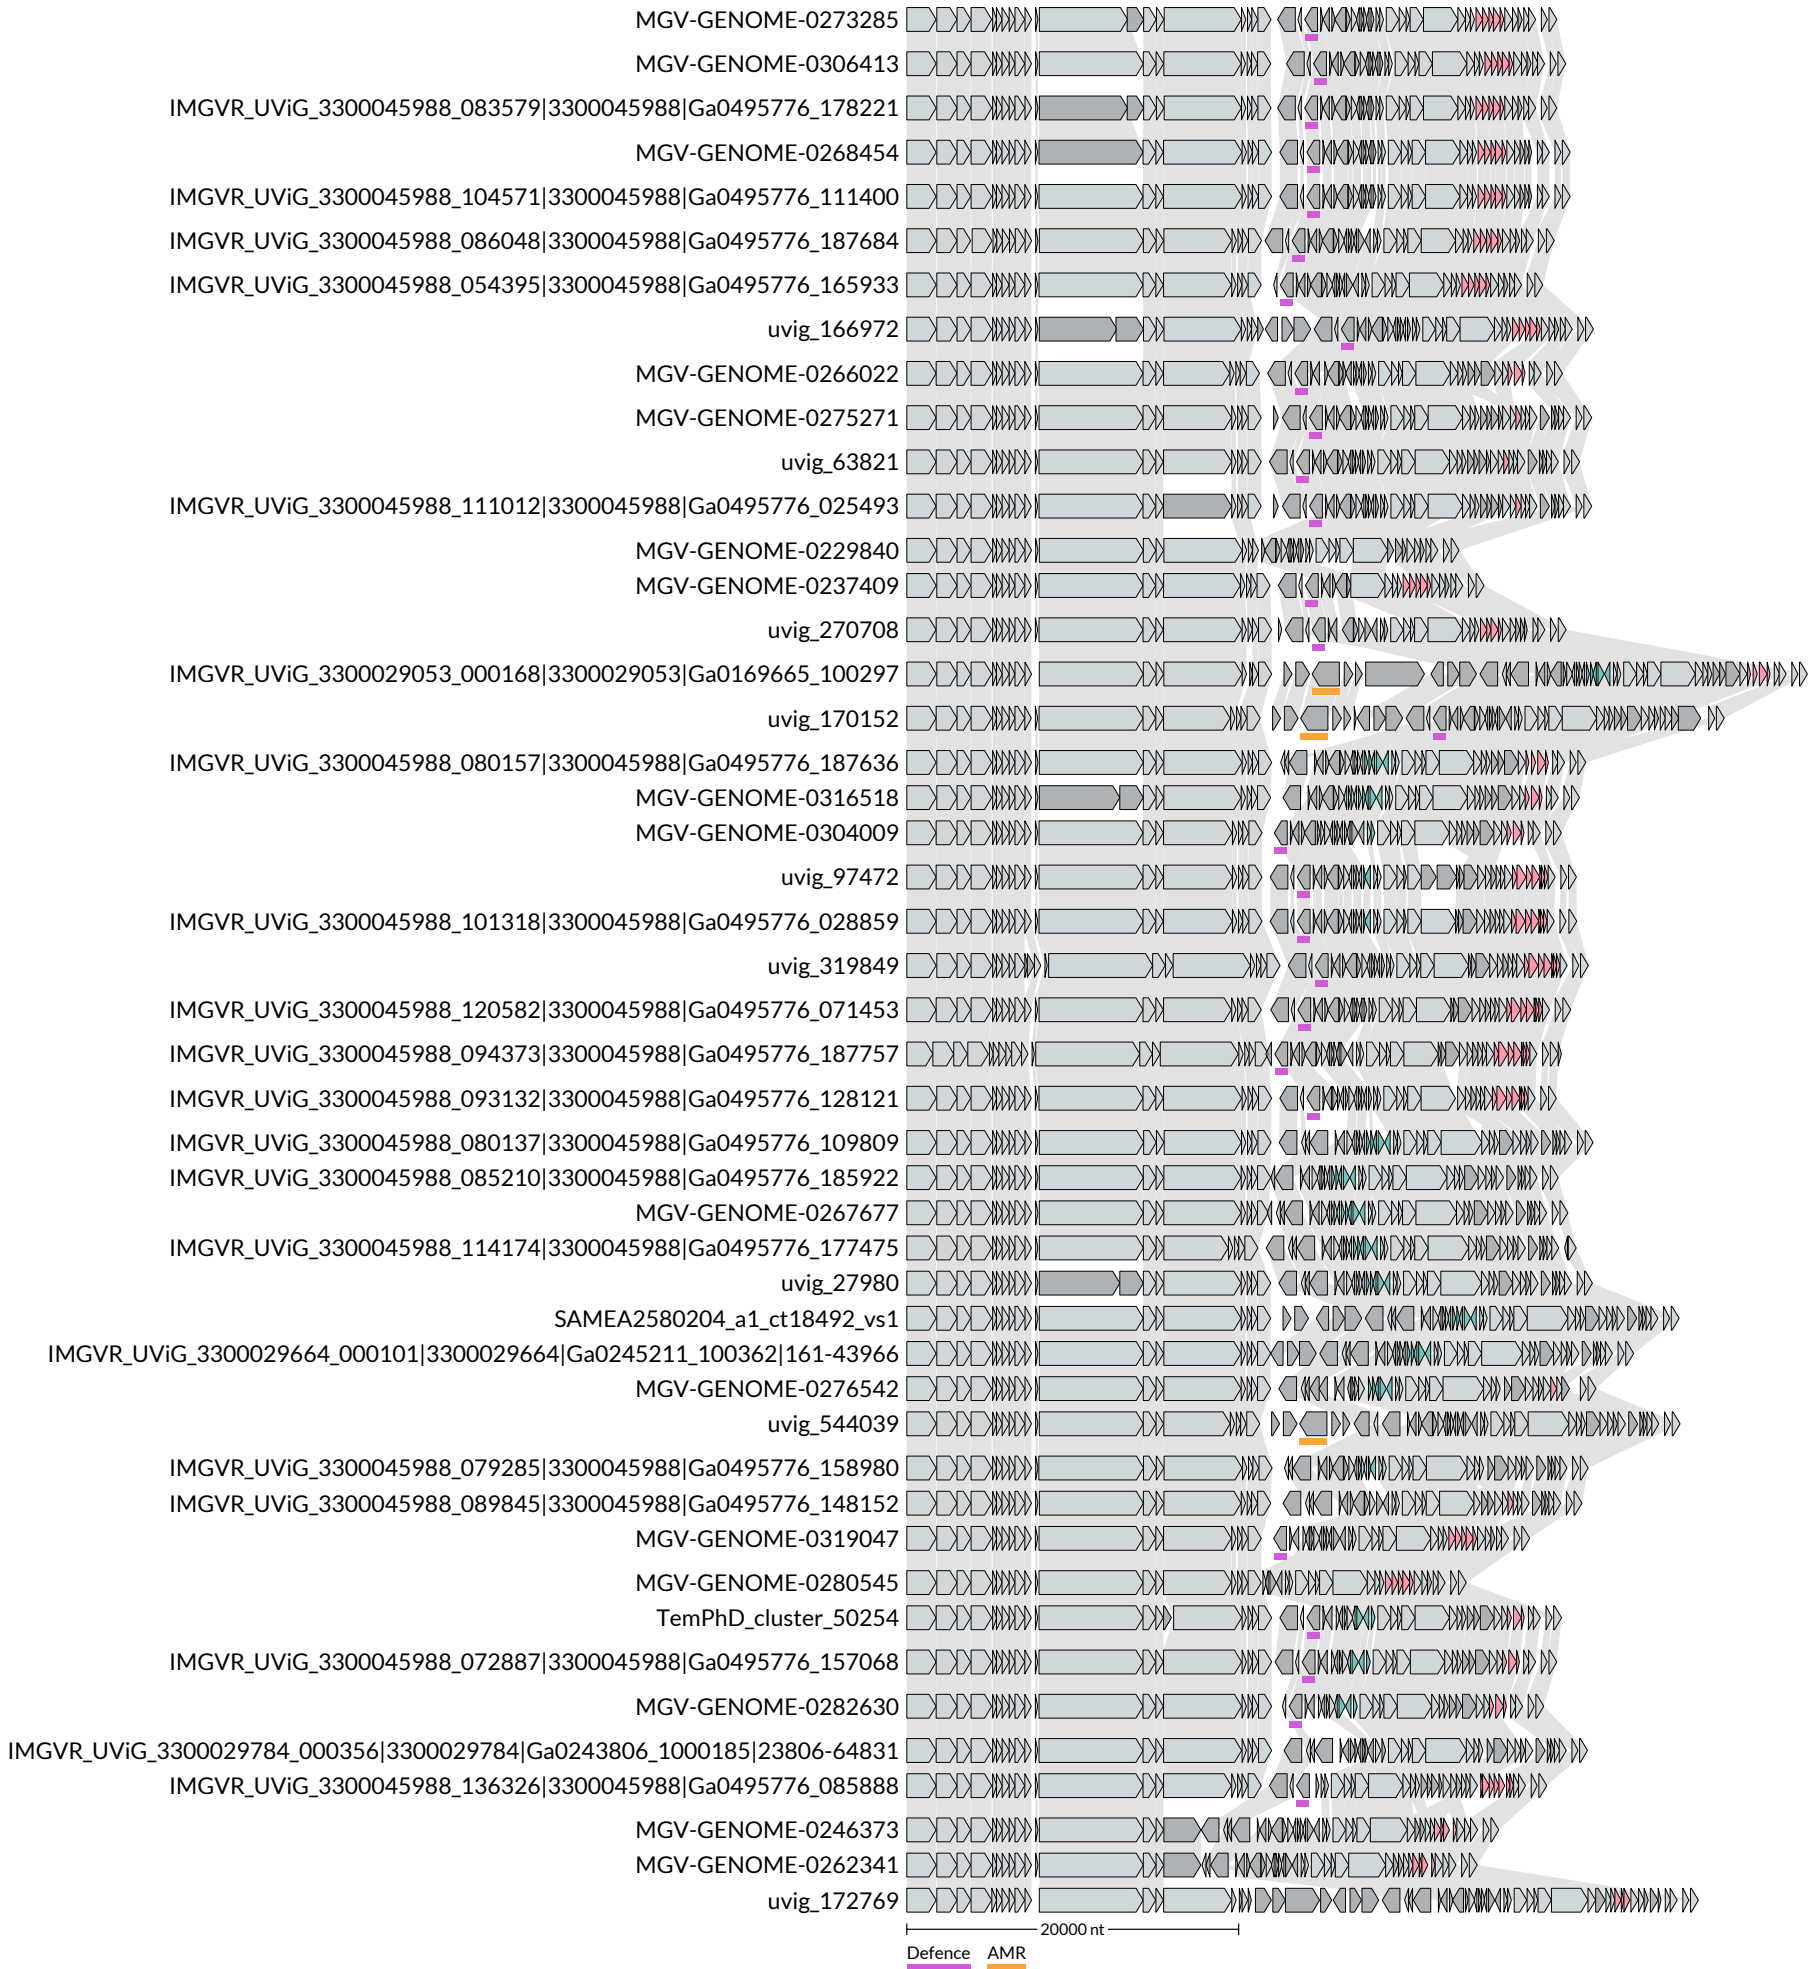 MGV-GENOME-0273285
MGV-GENOME-0306413
IMGVR_UViG_3300045988_083579|3300045988|Ga0495776_178221
MGV-GENOME-0268454
IMGVR_UViG_3300045988_104571|3300045988|Ga0495776_111400
IMGVR_UViG_3300045988_086048|3300045988|Ga0495776_187684
IMGVR_UViG_3300045988_054395|3300045988|Ga0495776_165933
uvig_166972
MGV-GENOME-0266022
MGV-GENOME-0275271
uvig_63821
IMGVR_UViG_3300045988_111012|3300045988|Ga0495776_025493
MGV-GENOME-0229840
MGV-GENOME-0237409
uvig_270708
IMGVR_UViG_3300029053_000168|3300029053|Ga0169665_100297
uvig_170152
IMGVR_UViG_3300045988_080157|3300045988|Ga0495776_187636
MGV-GENOME-0316518
MGV-GENOME-0304009
uvig_97472
IMGVR_UViG_3300045988_101318|3300045988|Ga0495776_028859
uvig_319849
IMGVR_UViG_3300045988_120582|3300045988|Ga0495776_071453
IMGVR_UViG_3300045988_094373|3300045988|Ga0495776_187757
IMGVR_UViG_3300045988_093132|3300045988|Ga0495776_128121
IMGVR_UViG_3300045988_080137|3300045988|Ga0495776_109809
IMGVR_UViG_3300045988_085210|3300045988|Ga0495776_185922
MGV-GENOME-0267677
IMGVR_UViG_3300045988_114174|3300045988|Ga0495776_177475
uvig_27980
SAMEA2580204_a1_ct18492_vs1
IMGVR_UViG_3300029664_000101|3300029664|Ga0245211_100362|161-43966
MGV-GENOME-0276542
uvig_544039
IMGVR_UViG_3300045988_079285|3300045988|Ga0495776_158980
IMGVR_UViG_3300045988_089845|3300045988|Ga0495776_148152
MGV-GENOME-0319047
MGV-GENOME-0280545
TemPhD_cluster_50254
IMGVR_UViG_3300045988_072887|3300045988|Ga0495776_157068
MGV-GENOME-0282630
IMGVR_UViG_3300029784_000356|3300029784|Ga0243806_1000185|23806-64831
IMGVR_UViG_3300045988_136326|3300045988|Ga0495776_085888
MGV-GENOME-0246373
MGV-GENOME-0262341
uvig_172769
20000 nt
Defence AMR